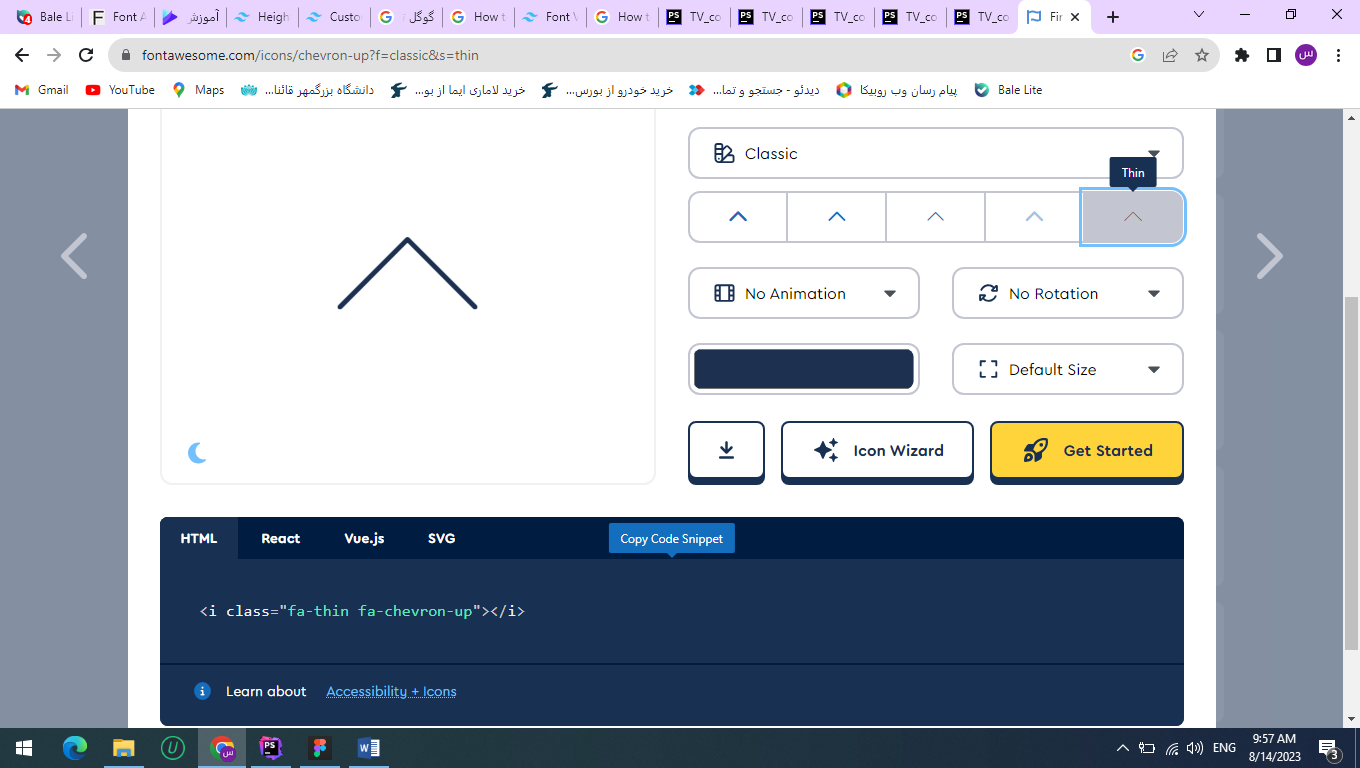 Bale Li
Font A
آموزش
Heigh
Custo
گوگل
How t
Font
How t
TV_co
TV_co
TV_co
TV_co
TV_co
fontawesome.com/icons/chevron-up?f=classic&s=thin
س
Gmail
YouTube
Maps
دانشگاه بزرگمهر قائنا...
خرید لاماری ایما از بو...
خرید خودرو از بورس...
ویدئو - جستجو و تما...
پیام رسان وب روبیکا
Bale Lite
Classic
Thin
No Animation
No Rotation
Default Size
Icon Wizard
Get Started
HTML
React
Vue.js
SVG
Copy Code Snippet
<i class="fa-thin fa-chevron-up"></i>
Learn about Accessibility + Icons
ENG
9:57 AM
8/14/2023
3